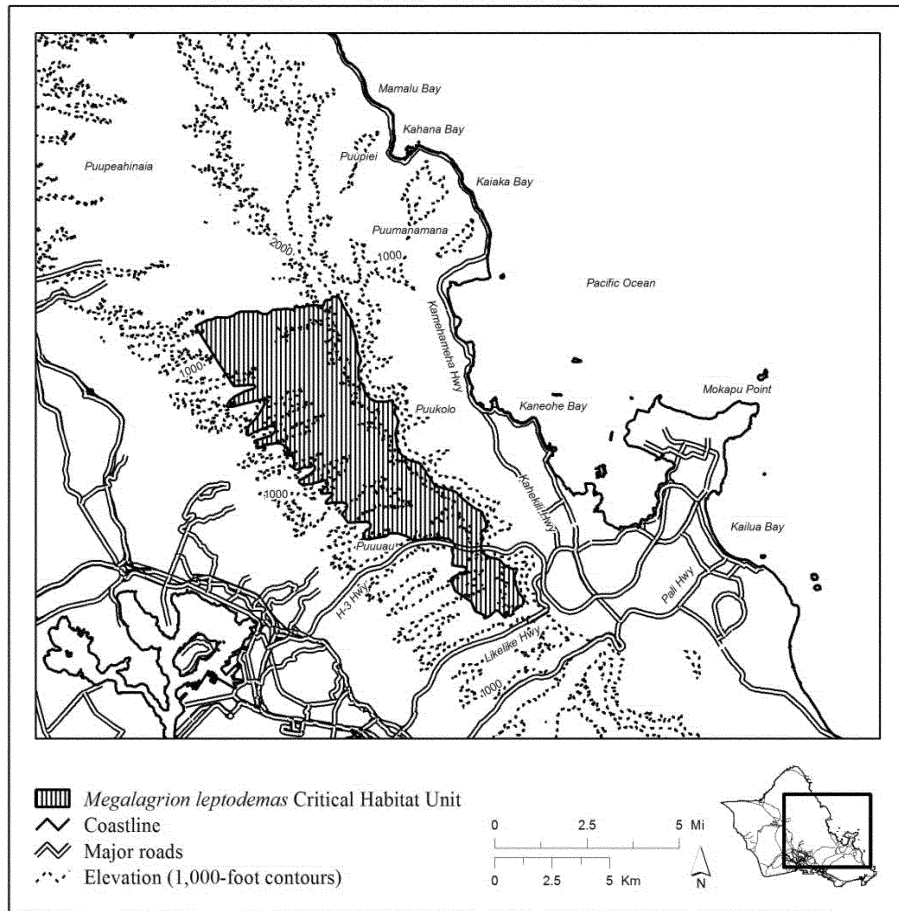 Mamalu Bay
Kahana Bay
Puupiei
Puupeahinaia
Kaiaka Bay
Puumanamana
2000
1000
Pacific Ocean
Kamehameha Hwy
1000
Mokapu Point
Puukolo
Kaneohe Bay
Kahekili Hwy
1000
Kailua Bay
Puuuau
H-3 Hwy
Pali Hwy
Likelike Hwy
1000
Megalagrion leptodemas Critical Habitat Unit
Coastline
Major roads
Elevation (1,000-foot contours)
0 2.5 5 Mi
0 2.5 5 Km
N